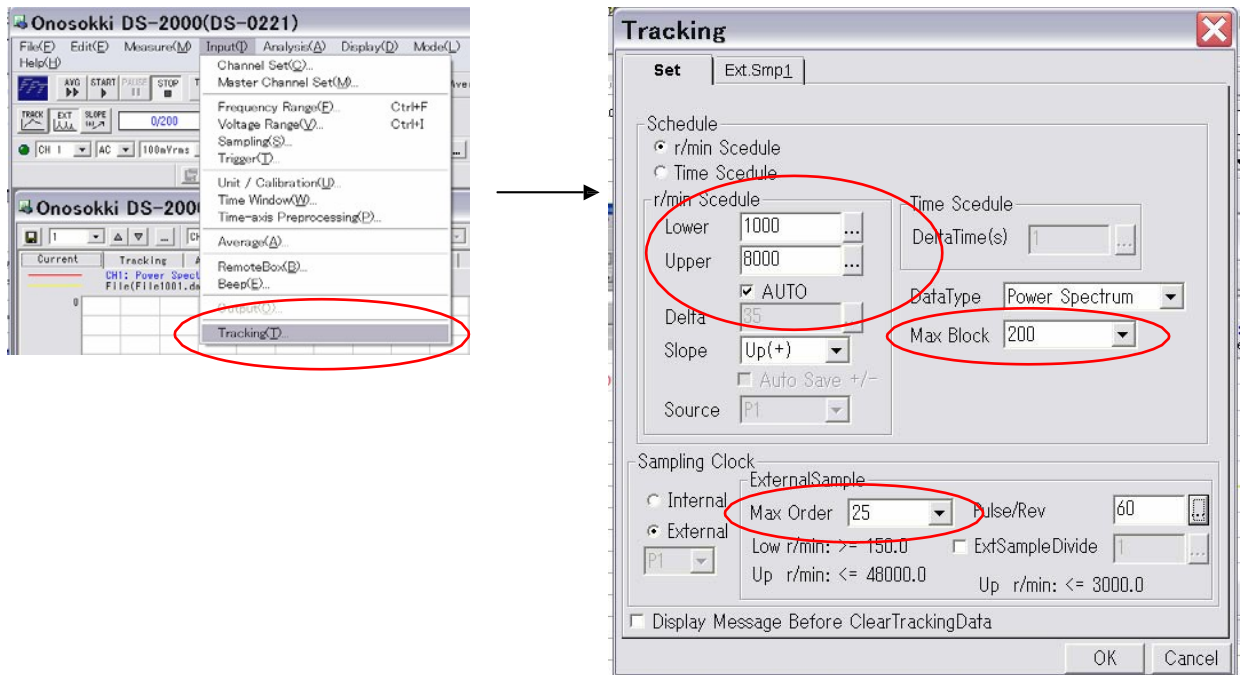 Onosokki DS-2000(DS-0221)
File(F) Edit(E) Measure(M) Input(I) Analysis(A) Display(D) Mode(L)
Help(H)
AVG START PAUSE STOP
TRACK EXT SLOPE 0/200
CH 1 AC 100mVrms
Channel Set(C)...
Master Channel Set(M)...
Frequency Range(F)... Ctrl+F
Voltage Range(V)... Ctrl+I
Sampling(S)...
Trigger(T)...
Unit / Calibration(U)...
Time Window(W)...
Time-axis Preprocessing(P)...
Average(A)...
RemoteBox(B)...
Beep(E)...
Output(O)...
Tracking(T)...
Onosokki DS-200
1
Current Tracking
CH1: Power Spect
File(File1001.da
0
Tracking
Set Ext.Smp1
Schedule
r/min Scedule
Time Scedule
r/min Scedule
Lower 1000 ...
Upper 8000 ...
AUTO
Delta 35
Slope Up(+)
Auto Save +/-
Source P1
Time Scedule
DeltaTime(s) 1 ...
DataType Power Spectrum
Max Block 200
Sampling Clock
Internal
External
P1
ExternalSample
Max Order 25
Pulse/Rev 60 ...
Low r/min: >= 150.0
ExtSampleDivide 1 ...
Up r/min: <= 48000.0
Up r/min: <= 3000.0
Display Message Before ClearTrackingData
OK Cancel